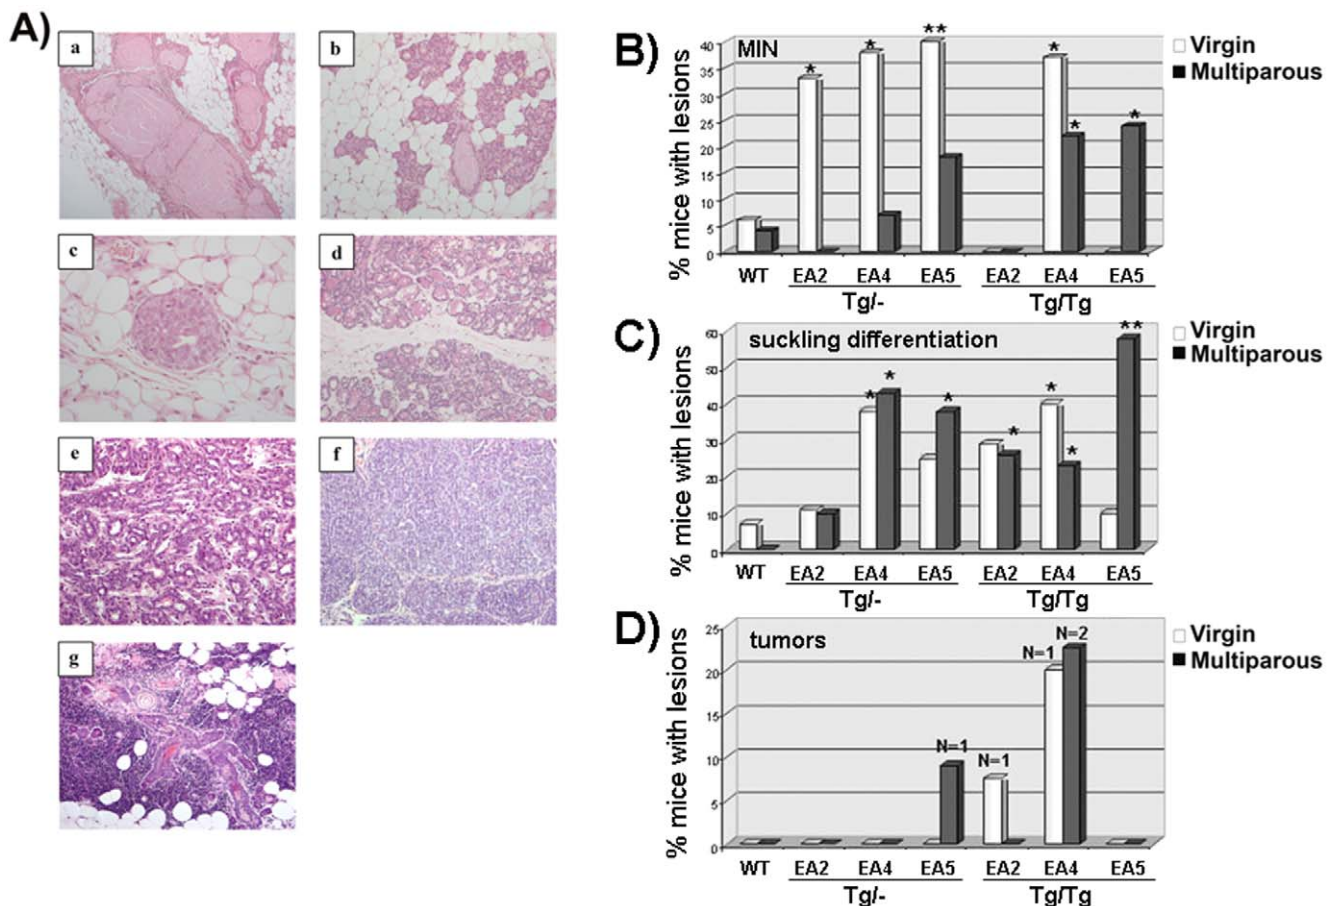 A)
a
b
c
d
e
f
g
B)
MIN
% mice with lesions
40
35
30
25
20
15
10
5
0
* * ** * * *
WT EA2 EA4 EA5 EA2 EA4 EA5
Tg/- Tg/Tg
Virgin
Multiparous
C)
suckling differentiation
% mice with lesions
60
50
40
30
20
10
0
* * * * * * **
WT EA2 EA4 EA5 EA2 EA4 EA5
Tg/- Tg/Tg
Virgin
Multiparous
D)
tumors
% mice with lesions
25
20
15
10
5
0
N=1 N=1 N=1 N=2
WT EA2 EA4 EA5 EA2 EA4 EA5
Tg/- Tg/Tg
Virgin
Multiparous